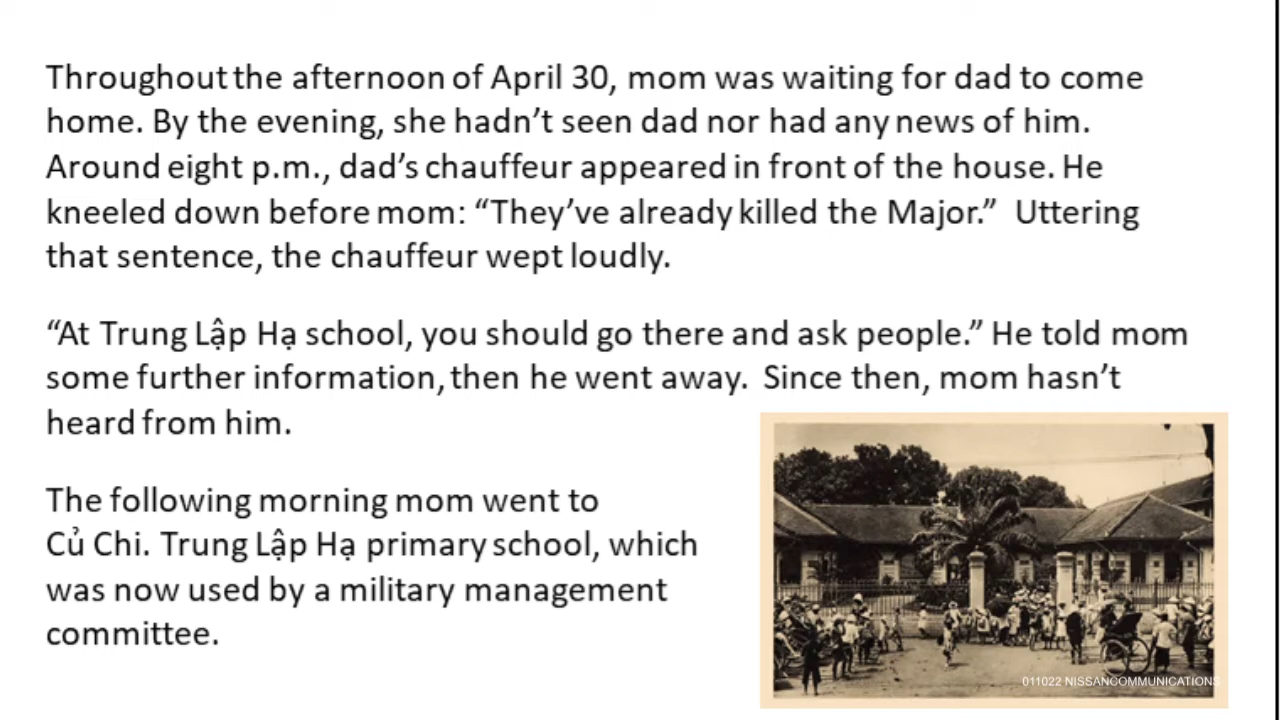 Throughout the afternoon of April 30, mom was waiting for dad to come
home. By the evening, she hadn’t seen dad nor had any news of him.
Around eight p.m., dad’s chauffeur appeared in front of the house. He
kneeled down before mom: “They’ve already killed the Major.” Uttering
that sentence, the chauffeur wept loudly.
“At Trung Lập Hạ school, you should go there and ask people.” He told mom
some further information, then he went away. Since then, mom hasn’t
heard from him.
The following morning mom went to
Củ Chi. Trung Lập Hạ primary school, which
was now used by a military management
committee.
011022 NISSANCOMMUNICATIONS